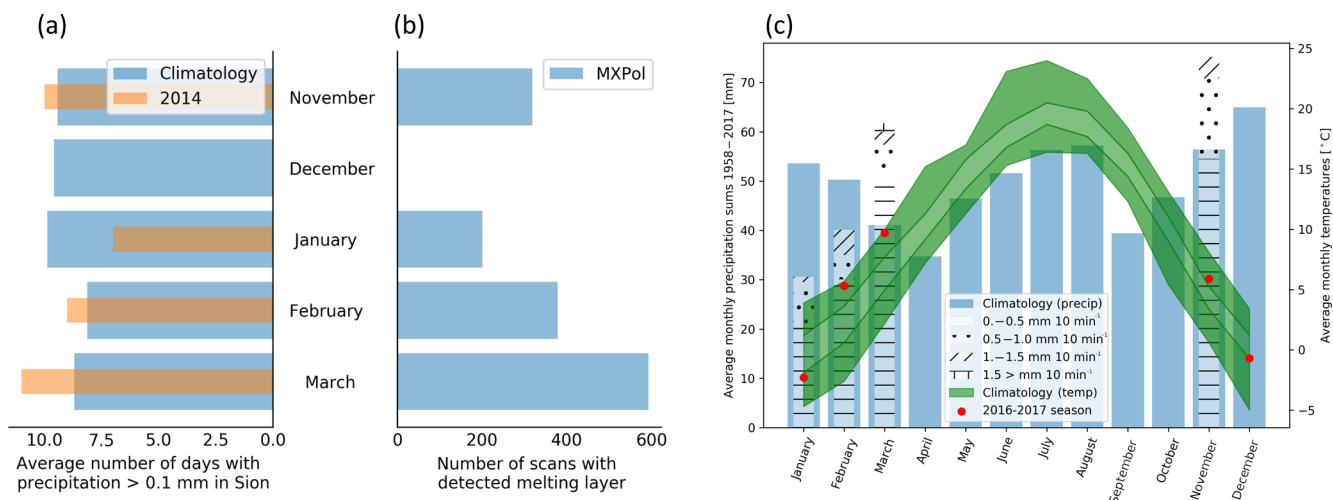 (a)
Climatology
2014
November
December
January
February
March
10.0 7.5 5.0 2.5 0.0
Average number of days with
precipitation > 0.1 mm in Sion
(b)
MXPol
0 200 400 600
Number of scans with
detected melting layer
(c)
Average monthly precipitation sums 1958−2017 [mm]
70
60
50
40
30
20
10
0
Climatology (precip)
0.−0.5 mm 10 min⁻¹
0.5−1.0 mm 10 min⁻¹
1.−1.5 mm 10 min⁻¹
1.5 > mm 10 min⁻¹
Climatology (temp)
2016-2017 season
25
20
15
10
5
0
−5
Average monthly temperatures [°C]
January
February
March
April
May
June
July
August
September
October
November
December